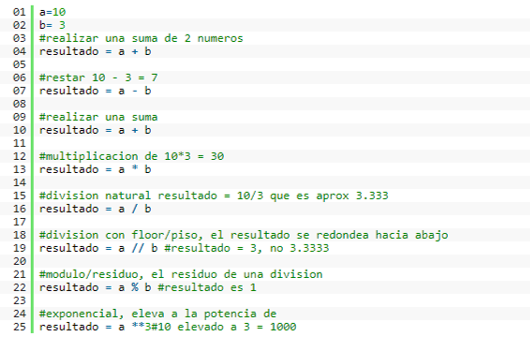 01 a=10
02 b= 3
03 #realizar una suma de 2 numeros
04 resultado = a + b
05
06 #restar 10 - 3 = 7
07 resultado = a - b
08
09 #realizar una suma
10 resultado = a + b
11
12 #multiplicacion de 10*3 = 30
13 resultado = a * b
14
15 #division natural resultado = 10/3 que es aprox 3.333
16 resultado = a / b
17
18 #division con floor/piso, el resultado se redondea hacia abajo
19 resultado = a // b #resultado = 3, no 3.3333
20
21 #modulo/residuo, el residuo de una division
22 resultado = a % b #resultado es 1
23
24 #exponencial, eleva a la potencia de
25 resultado = a **3#10 elevado a 3 = 1000